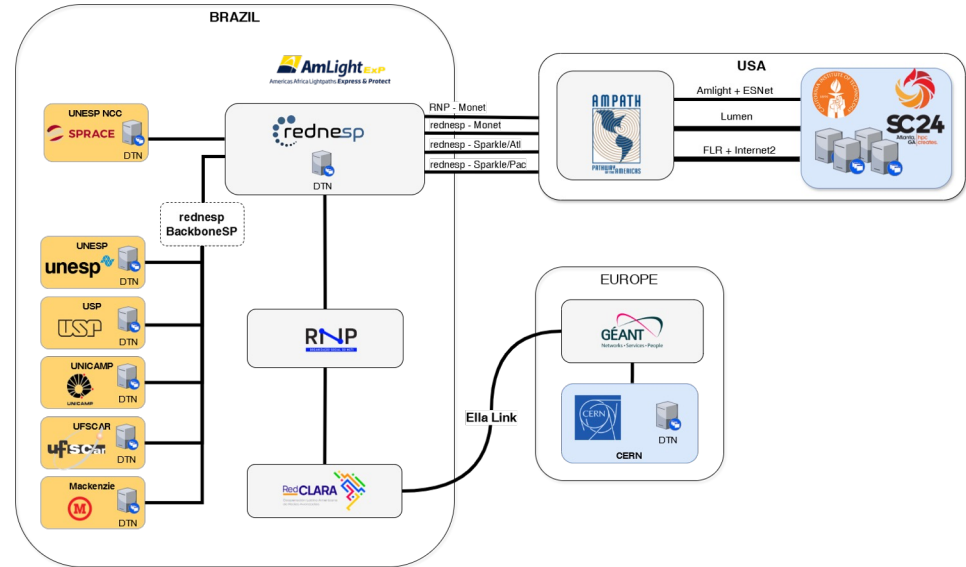 BRAZIL
AmLight ExP
Americas Africa Lightpaths Express & Protect
UNESP NCC
SPRACE
DTN
rednesp
DTN
RNP - Monet
rednesp - Monet
rednesp - Sparkle/Atl
rednesp - Sparkle/Pac
USA
AMPATH
PATHWAY OF THE AMERICAS
Amlight + ESNet
Lumen
FLR + Internet2
SC24
Atlanta, GA
hpc creates.
rednesp
BackboneSP
UNESP
unesp
DTN
USP
USP
DTN
UNICAMP
UNICAMP
DTN
UFSCAR
ufscar
DTN
Mackenzie
M
DTN
RNP
RedCLARA
Ella Link
EUROPE
GÉANT
Networks • Services • People
CERN
DTN
CERN